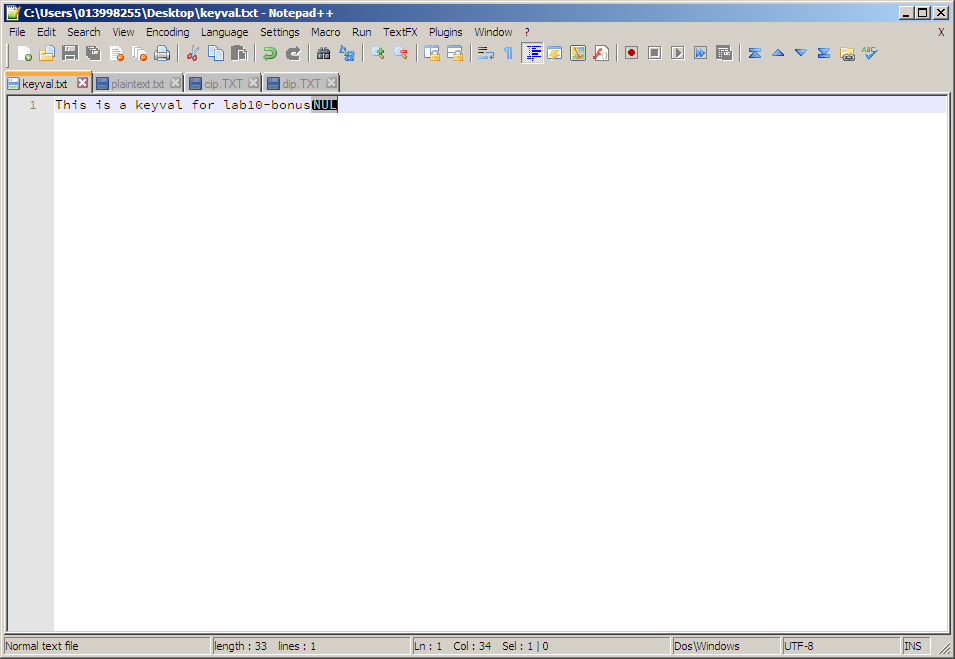 C:\Users\013998255\Desktop\keyval.txt - Notepad++
File Edit Search View Encoding Language Settings Macro Run TextFX Plugins Window ? X
keyval.txt plaintext.txt cip.TXT dip.TXT
1 This is a keyval for lab10-bonusNUL
Normal text file length : 33 lines : 1 Ln : 1 Col : 34 Sel : 1 | 0 Dos\Windows UTF-8 INS